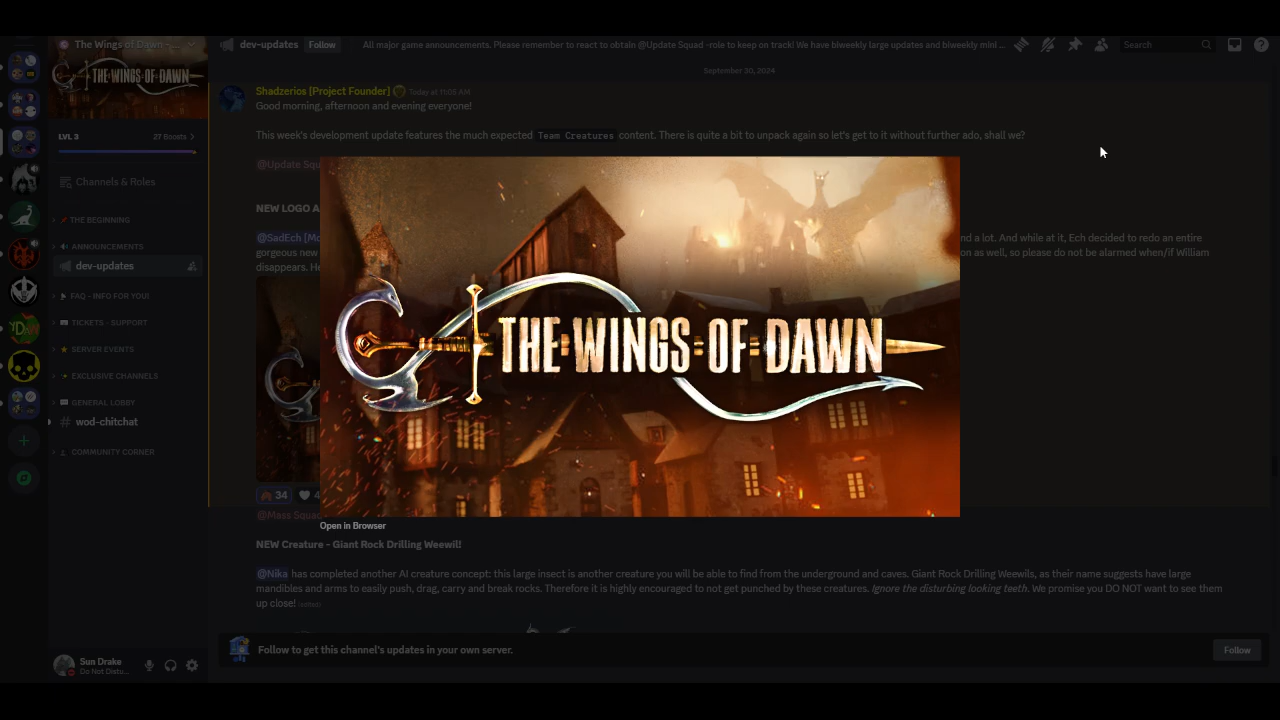 The Wings of Dawn ~...
dev-updates
Follow
All major game announcements. Please remember to react to obtain @Update Squad -role to keep on track! We have biweekly large updates and biweekly mini ...
Search
THE WINGS OF DAWN
September 30, 2024
Shadzerios [Project Founder] Today at 11:05 AM
Good morning, afternoon and evening everyone!
LVL 3
27 Boosts
This week's development update features the much expected Team Creatures content. There is quite a bit to unpack again so let's get to it without further ado, shall we?
@Update Squ
Channels & Roles
NEW LOGO A
THE BEGINNING
@SadEch [Mo
nd a lot. And while at it, Ech decided to redo an entire
ANNOUNCEMENTS
gorgeous new
on as well, so please do not be alarmed when/if William
dev-updates
disappears. He
FAQ - INFO FOR YOU!
TICKETS - SUPPORT
THE WINGS OF DAWN
SERVER EVENTS
EXCLUSIVE CHANNELS
GENERAL LOBBY
wod-chitchat
COMMUNITY CORNER
34
4
@Mass Squad
Open in Browser
NEW Creature - Giant Rock Drilling Weewil!
@Nika has completed another AI creature concept: this large insect is another creature you will be able to find from the underground and caves. Giant Rock Drilling Weewils, as their name suggests have large
mandibles and arms to easily push, drag, carry and break rocks. Therefore it is highly encouraged to not get punched by these creatures. Ignore the disturbing looking teeth. We promise you DO NOT want to see them
up close! (edited)
Follow to get this channel's updates in your own server.
Follow
Sun Drake
Do Not Distu...